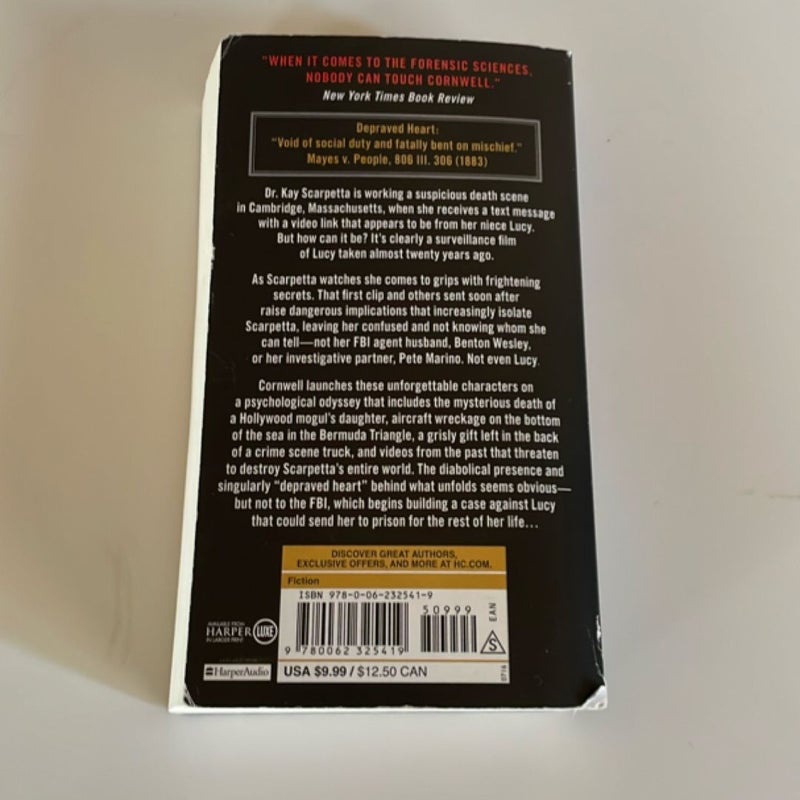 "WHEN IT COMES TO THE FORENSIC SCIENCES,
NOBODY CAN TOUCH CORNWELL."
New York Times Book Review
Depraved Heart:
"Void of social duty and fatally bent on mischief."
Mayes v. People, 806 Ill. 306 (1883)
Dr. Kay Scarpetta is working a suspicious death scene
in Cambridge, Massachusetts, when she receives a text message
with a video link that appears to be from her niece Lucy.
But how can it be? It's clearly a surveillance film
of Lucy taken almost twenty years ago.
As Scarpetta watches she comes to grips with frightening
secrets. That first clip and others sent soon after
raise dangerous implications that increasingly isolate
Scarpetta, leaving her confused and not knowing whom she
can tell—not her FBI agent husband, Benton Wesley,
or her investigative partner, Pete Marino. Not even Lucy.
Cornwell launches these unforgettable characters on
a psychological odyssey that includes the mysterious death of
a Hollywood mogul's daughter, aircraft wreckage on the bottom
of the sea in the Bermuda Triangle, a grisly gift left in the back
of a crime scene truck, and videos from the past that threaten
to destroy Scarpetta's entire world. The diabolical presence and
singularly "depraved heart" behind what unfolds seems obvious—
but not to the FBI, which begins building a case against Lucy
that could send her to prison for the rest of her life...
DISCOVER GREAT AUTHORS,
EXCLUSIVE OFFERS, AND MORE AT HC.COM.
Fiction
ISBN 978-0-06-232541-9
50999
EAN
S
9 780062 325419
AVAILABLE FROM
HARPER LUXE
IN LARGER PRINT
HarperAudio
USA $9.99 / $12.50 CAN
0716